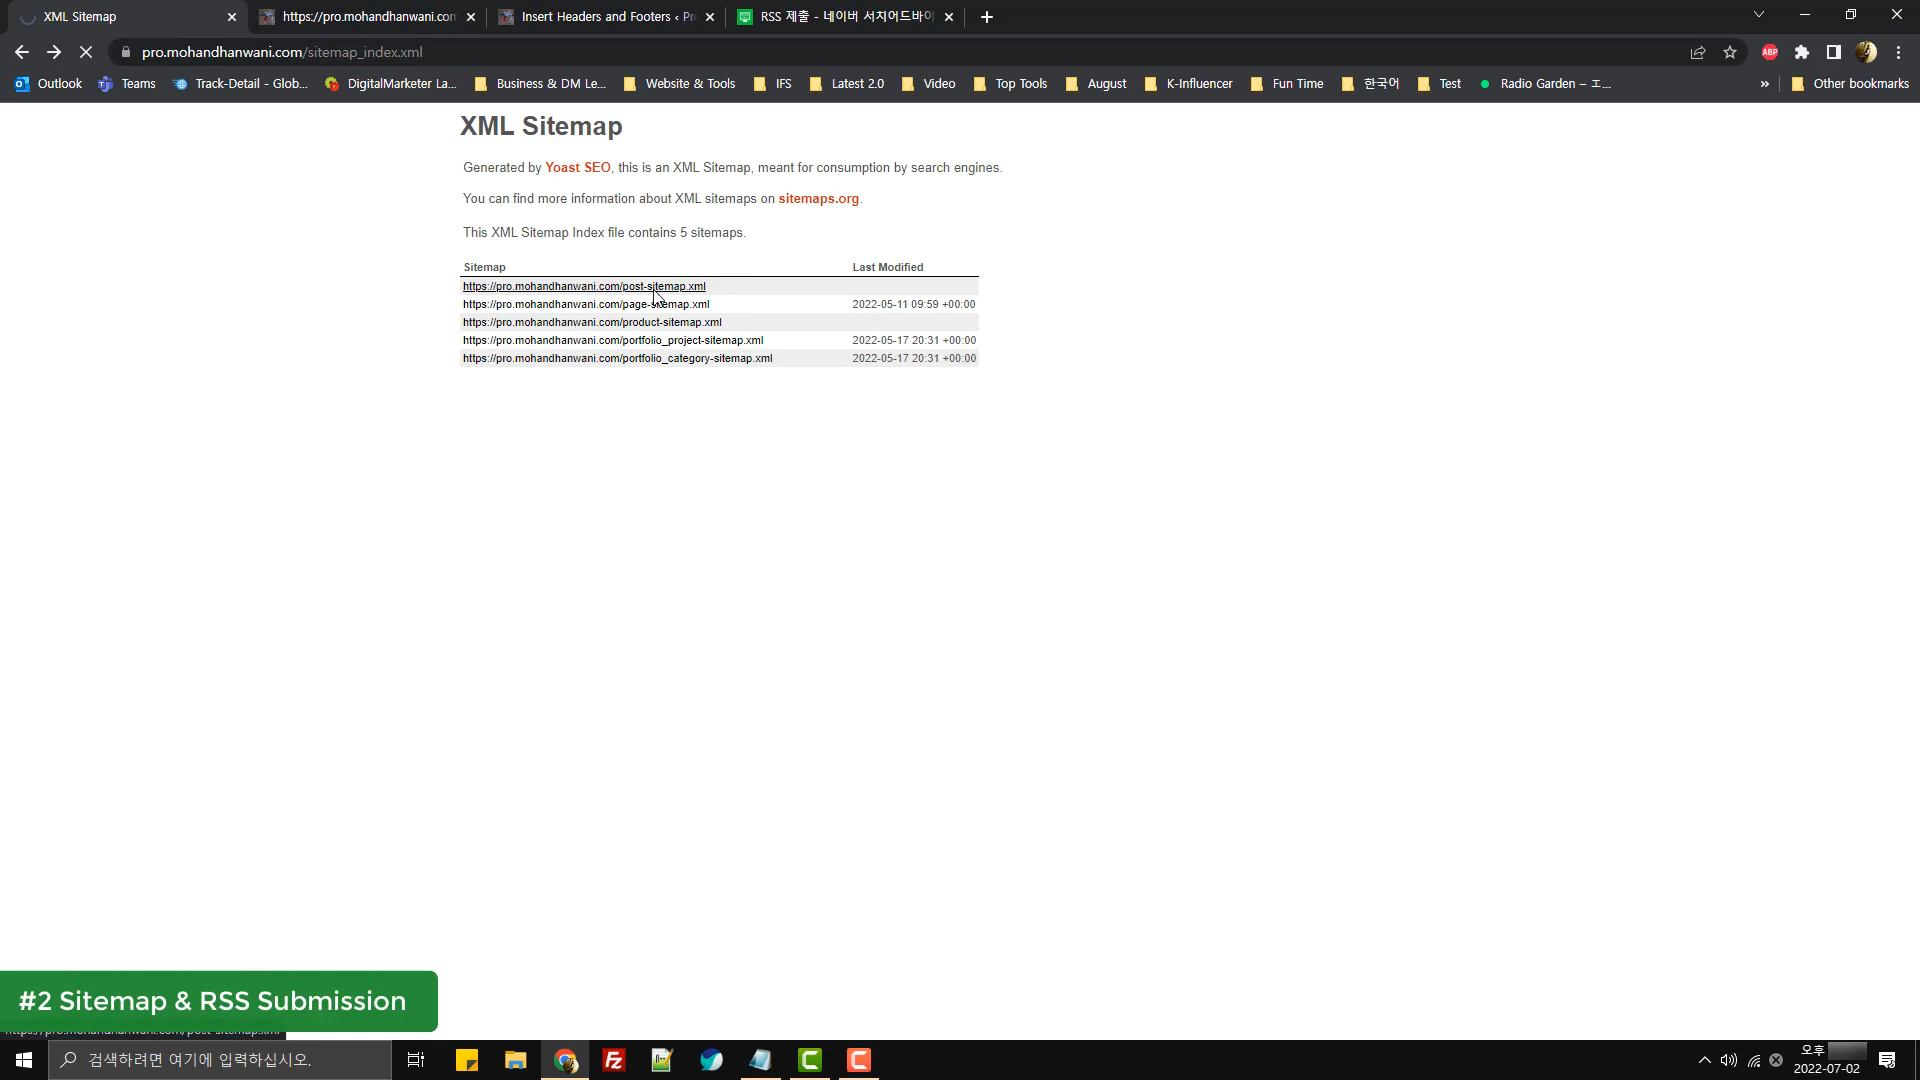 XML Sitemap
https://pro.mohandhanwani.com
Insert Headers and Footers ‹ Pr
RSS 제출 - 네이버 서치어드바이
pro.mohandhanwani.com/sitemap_index.xml
ABP
Outlook
Teams
Track-Detail - Glob...
DigitalMarketer La...
Business & DM Le...
Website & Tools
IFS
Latest 2.0
Video
Top Tools
August
K-Influencer
Fun Time
한국어
Test
Radio Garden – エ...
»
Other bookmarks
XML Sitemap
Generated by Yoast SEO, this is an XML Sitemap, meant for consumption by search engines.
You can find more information about XML sitemaps on sitemaps.org.
This XML Sitemap Index file contains 5 sitemaps.
Sitemap Last Modified
https://pro.mohandhanwani.com/post-sitemap.xml
https://pro.mohandhanwani.com/page-sitemap.xml 2022-05-11 09:59 +00:00
https://pro.mohandhanwani.com/product-sitemap.xml
https://pro.mohandhanwani.com/portfolio_project-sitemap.xml 2022-05-17 20:31 +00:00
https://pro.mohandhanwani.com/portfolio_category-sitemap.xml 2022-05-17 20:31 +00:00
#2 Sitemap & RSS Submission
https://pro.mohandhanwani.com/post-sitemap.xml
검색하려면 여기에 입력하십시오.
오후
2022-07-02